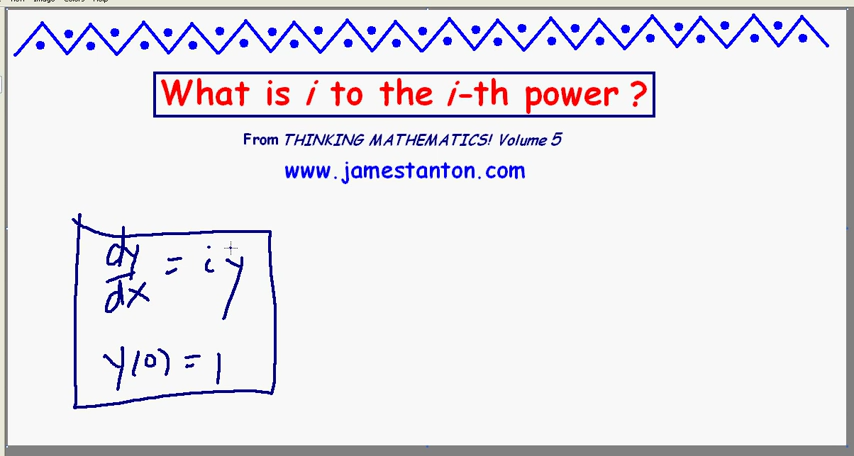 What is i to the i-th power ?
From THINKING MATHEMATICS! Volume 5
www.jamestanton.com
dy/dx = iy
y(0) = 1